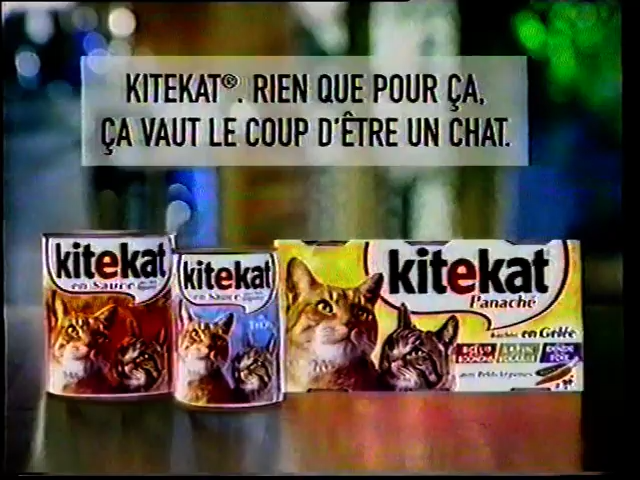 KITEKAT®. RIEN QUE POUR ÇA,
ÇA VAUT LE COUP D'ÊTRE UN CHAT.
kitekat
en Sauce
kitekat
en Sauce
kitekat
Panaché
en Gelée